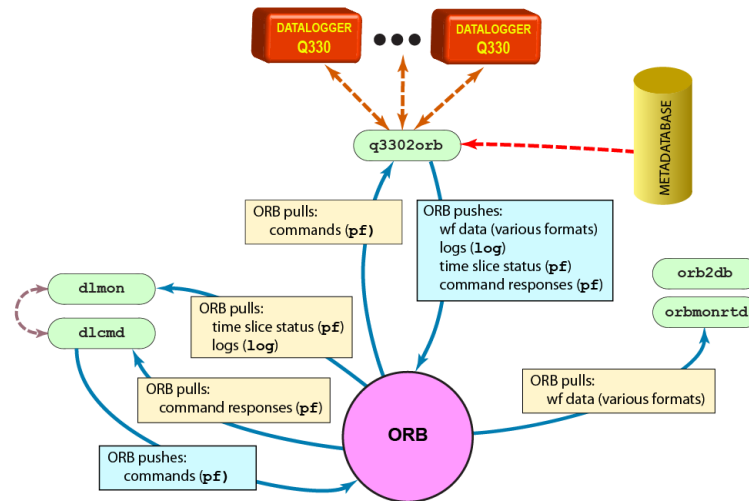 DATALOGGER
Q330
DATALOGGER
Q330
METADATABASE
q3302orb
ORB pulls:
commands (pf)
ORB pushes:
wf data (various formats)
logs (log)
time slice status (pf)
command responses (pf)
orb2db
orbmonrtd
dlmon
dlcmd
ORB pulls:
time slice status (pf)
logs (log)
ORB pulls:
command responses (pf)
ORB pulls:
wf data (various formats)
ORB
ORB pushes:
commands (pf)